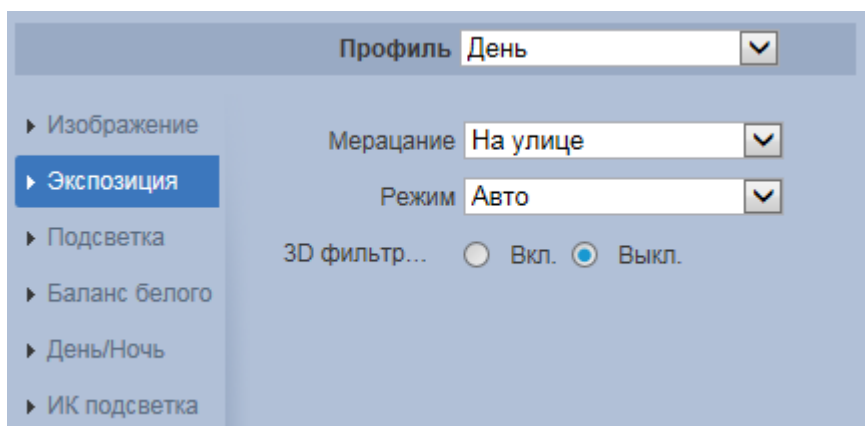 Профиль День
Изображение
Мерацание На улице
Экспозиция
Режим Авто
Подсветка
3D фильтр... Вкл. Выкл.
Баланс белого
День/Ночь
ИК подсветка